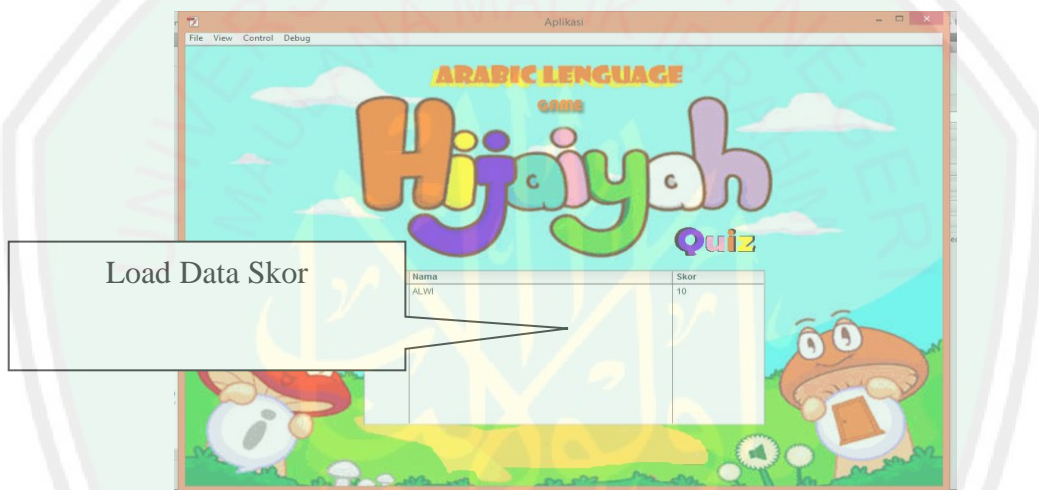 Aplikasi
File View Control Debug
ARABIC LENGUAGE
GAME
Hijaiyah
Quiz
Load Data Skor
Nama Skor
ALWI 10